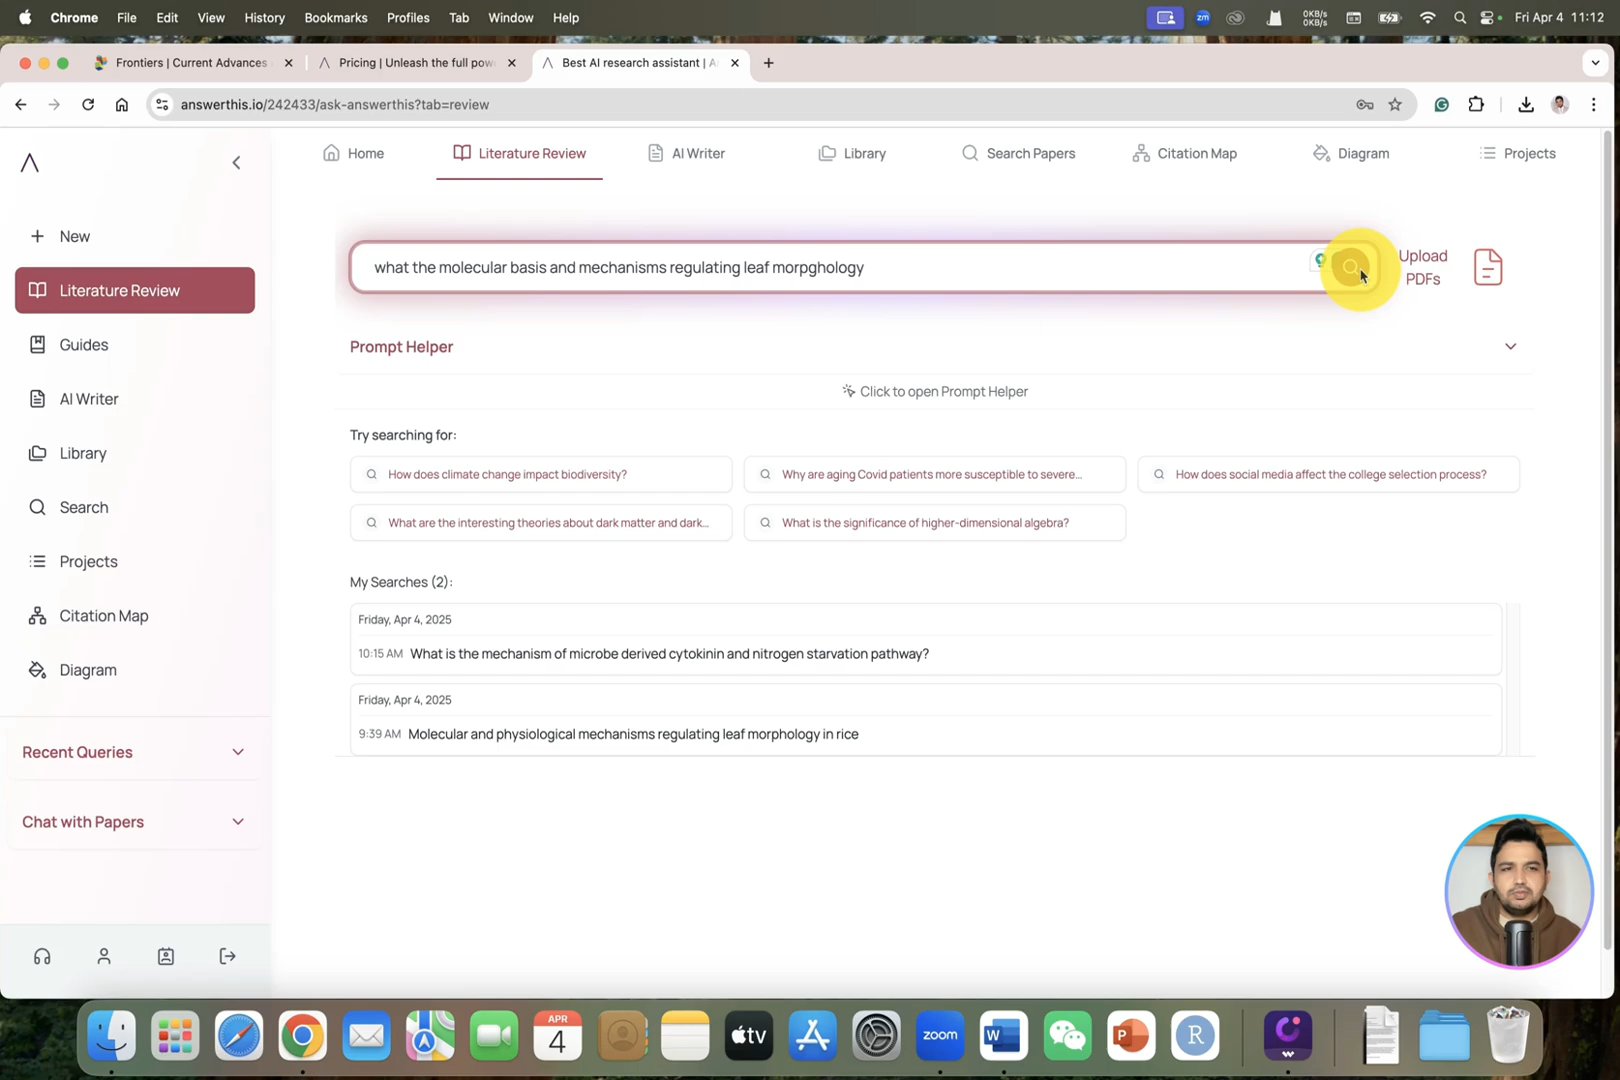 Chrome File Edit View History Bookmarks Profiles Tab Window Help
zm
0KB/s
0KB/s
Fri Apr 4 11:12
Frontiers | Current Advances
Pricing | Unleash the full pow
Best AI research assistant | A
answerthis.io/242433/ask-answerthis?tab=review
Home
Literature Review
AI Writer
Library
Search Papers
Citation Map
Diagram
Projects
New
Literature Review
Guides
AI Writer
Library
Search
Projects
Citation Map
Diagram
Recent Queries
Chat with Papers
what the molecular basis and mechanisms regulating leaf morpghology
Upload
PDFs
Prompt Helper
Click to open Prompt Helper
Try searching for:
How does climate change impact biodiversity?
Why are aging Covid patients more susceptible to severe...
How does social media affect the college selection process?
What are the interesting theories about dark matter and dark...
What is the significance of higher-dimensional algebra?
My Searches (2):
Friday, Apr 4, 2025
10:15 AM What is the mechanism of microbe derived cytokinin and nitrogen starvation pathway?
Friday, Apr 4, 2025
9:39 AM Molecular and physiological mechanisms regulating leaf morphology in rice
APR
4
tv
zoom
W
P
R